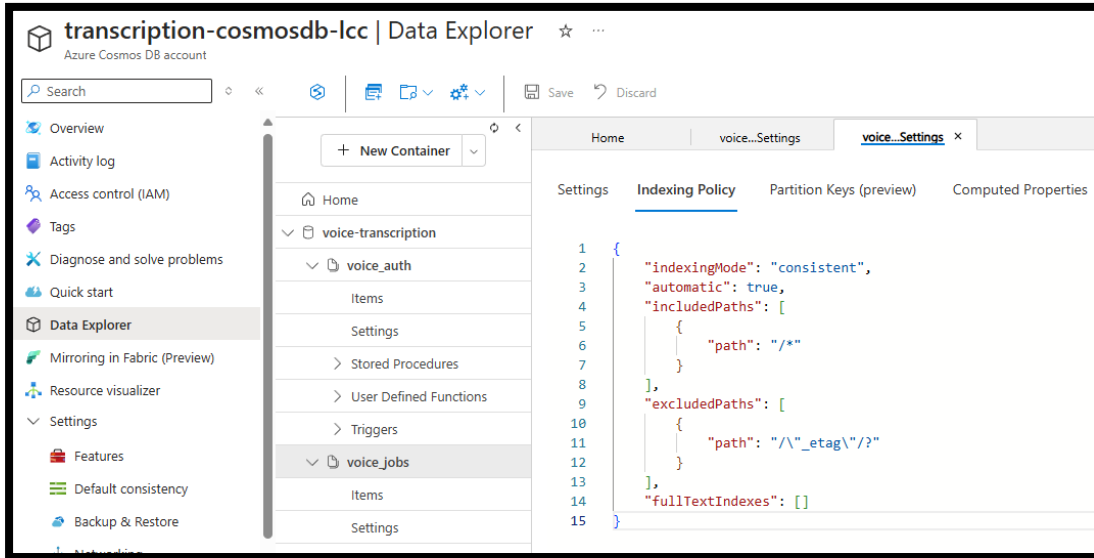 transcription-cosmosdb-lcc | Data Explorer
Azure Cosmos DB account
Search
Save
Discard
Overview
Activity log
Access control (IAM)
Tags
Diagnose and solve problems
Quick start
Data Explorer
Mirroring in Fabric (Preview)
Resource visualizer
Settings
Features
Default consistency
Backup & Restore
Networking
+ New Container
Home
voice-transcription
voice_auth
Items
Settings
Stored Procedures
User Defined Functions
Triggers
voice_jobs
Items
Settings
Home
voice...Settings
voice...Settings
Settings
Indexing Policy
Partition Keys (preview)
Computed Properties
1 {
2 "indexingMode": "consistent",
3 "automatic": true,
4 "includedPaths": [
5 {
6 "path": "/*"
7 }
8 ],
9 "excludedPaths": [
10 {
11 "path": "/\"_etag\"/?"
12 }
13 ],
14 "fullTextIndexes": []
15 }